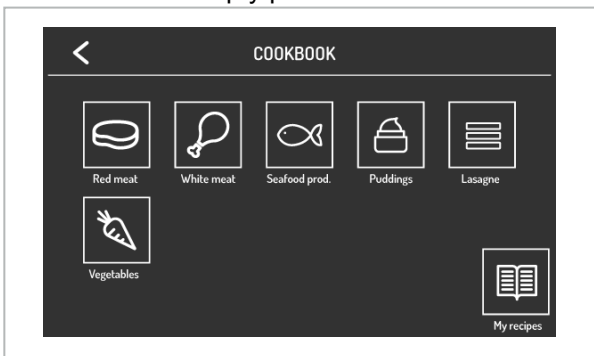 COOKBOOK
Red meat
White meat
Seafood prod.
Puddings
Lasagne
Vegetables
My recipes